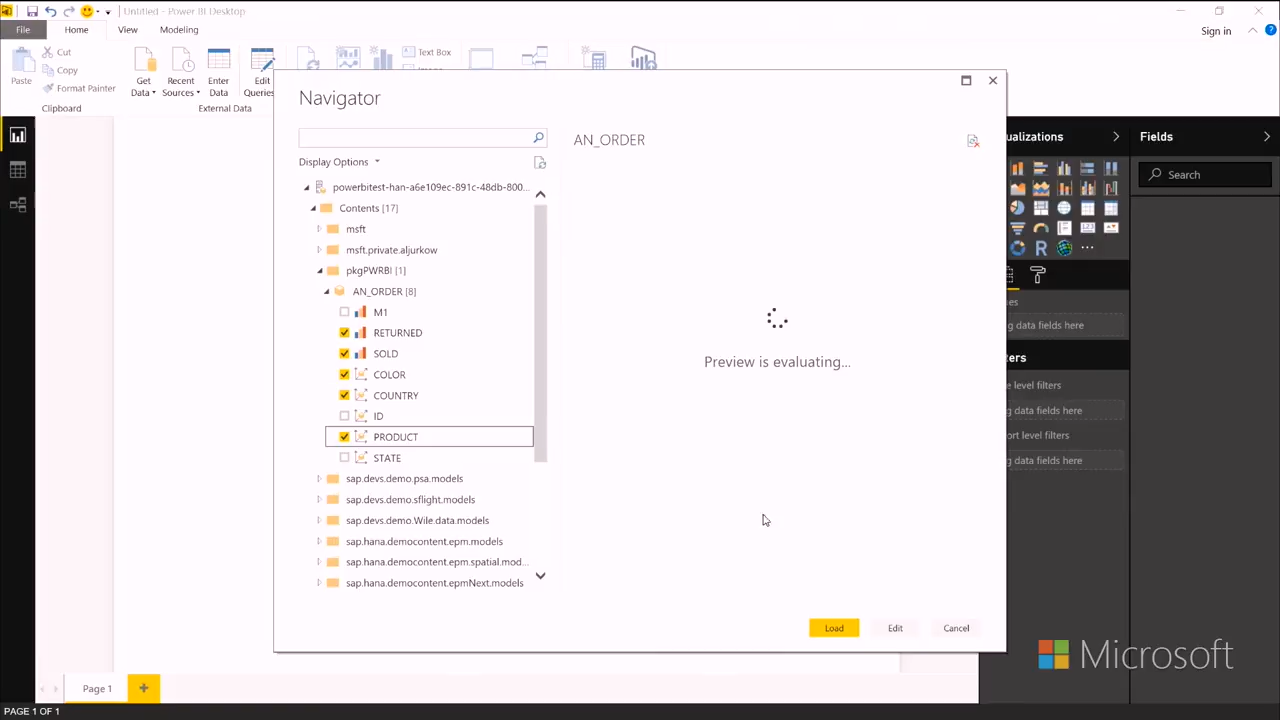 Untitled - Power BI Desktop
File
Home
View
Modeling
Sign in
Paste
Cut
Copy
Format Painter
Clipboard
Get Data
Recent Sources
Enter Data
Edit Queries
External Data
Text Box
Navigator
Display Options
powerbitest-han-a6e109ec-891c-48db-800...
Contents [17]
msft
msft.private.aljurkow
pkgPWRBI [1]
AN_ORDER [8]
M1
RETURNED
SOLD
COLOR
COUNTRY
ID
PRODUCT
STATE
sap.devs.demo.psa.models
sap.devs.demo.sflight.models
sap.devs.demo.Wile.data.models
sap.hana.democontent.epm.models
sap.hana.democontent.epm.spatial.mod...
sap.hana.democontent.epmNext.models
AN_ORDER
Preview is evaluating...
Load
Edit
Cancel
ualizations
R
es
g data fields here
ers
e level filters
ng data fields here
ort level filters
ng data fields here
Fields
Search
Microsoft
Page 1
PAGE 1 OF 1